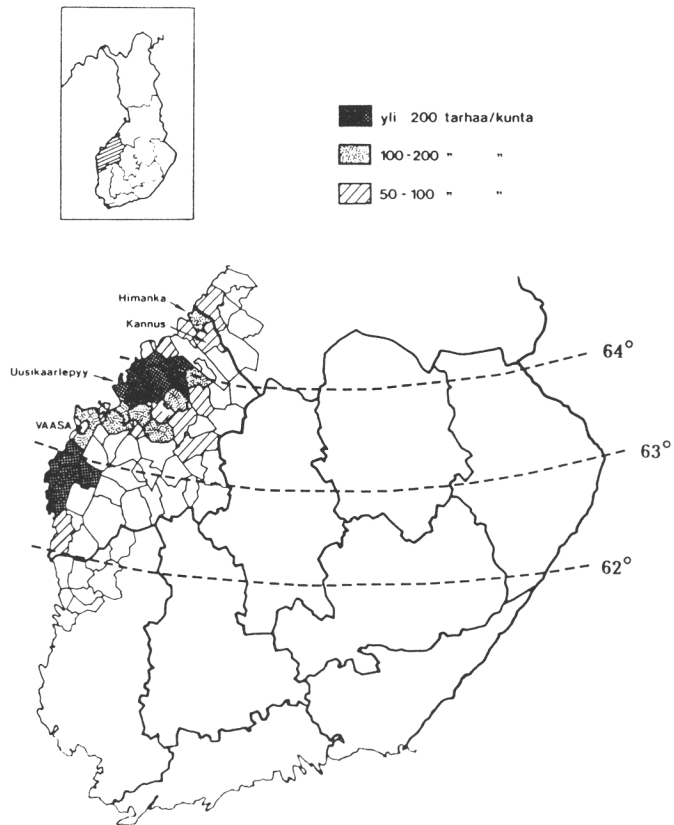 yli 200 tarhaa/kunta
100-200 " "
50-100 " "
Himanka
Kannus
64°
Uusikaarlepyy
VAASA
63°
62°